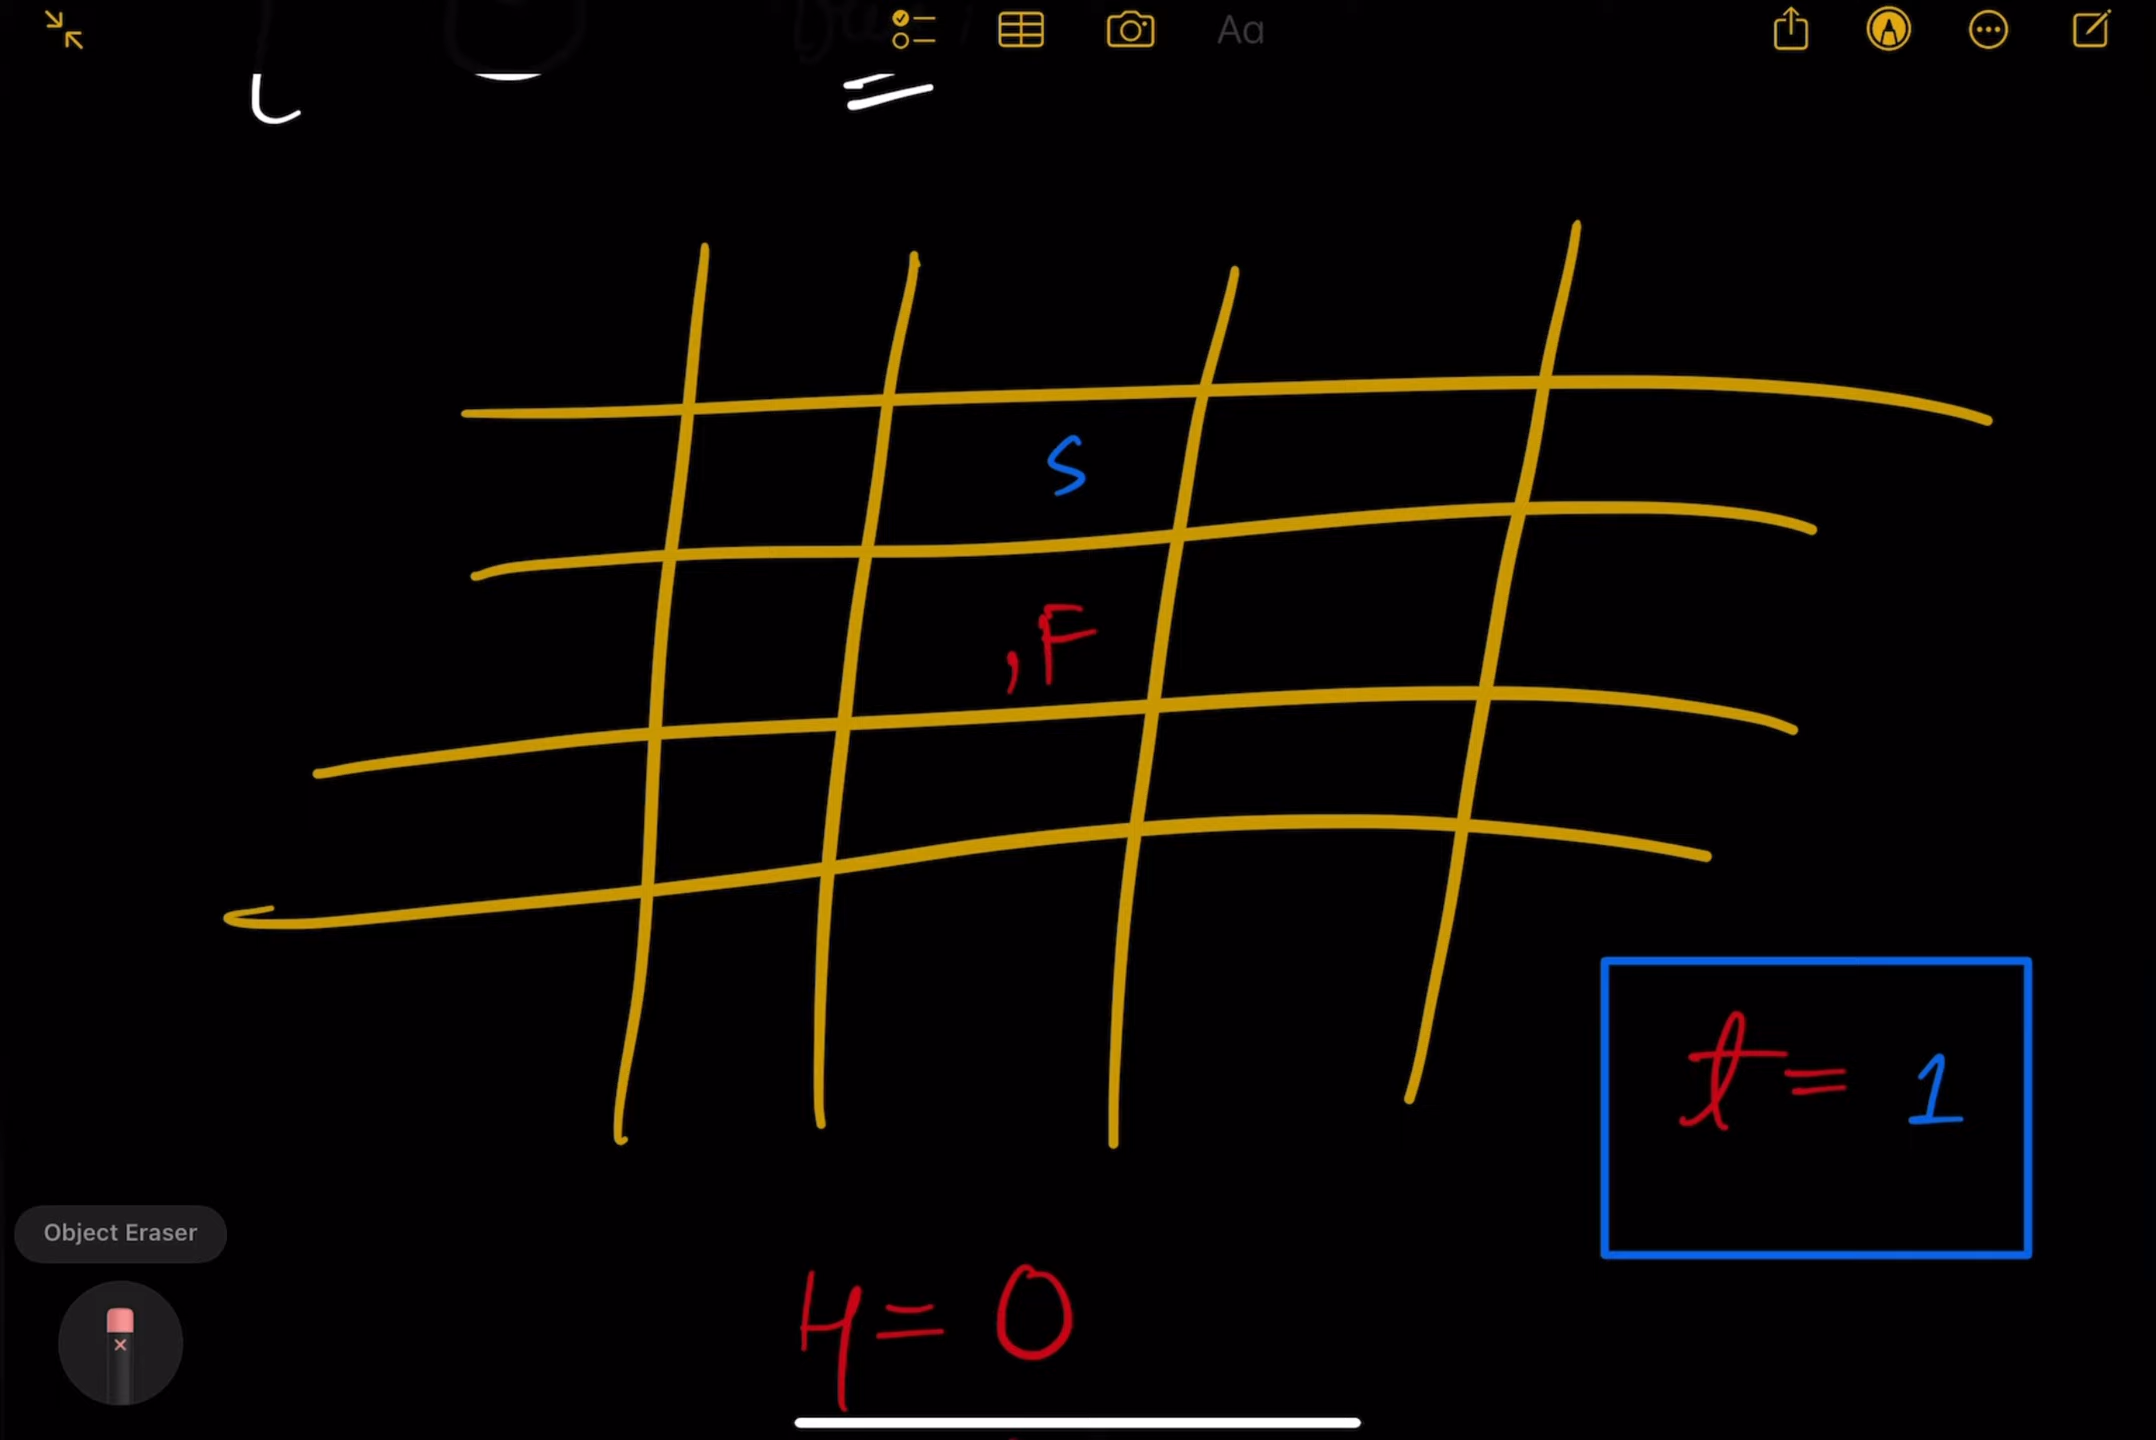 Aa
S
,F
t = 1
Object Eraser
y = 0